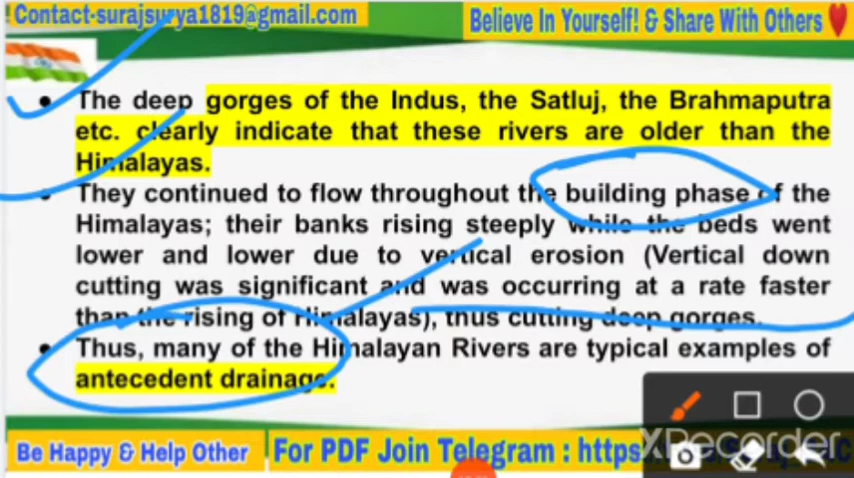 Contact-surajsurya1819@gmail.com
Believe In Yourself! & Share With Others
• The deep gorges of the Indus, the Satluj, the Brahmaputra
etc. clearly indicate that these rivers are older than the
Himalayas.
• They continued to flow throughout the building phase of the
Himalayas; their banks rising steeply while the beds went
lower and lower due to vertical erosion (Vertical down
cutting was significant and was occurring at a rate faster
than the rising of Himalayas), thus cutting deep gorges.
• Thus, many of the Himalayan Rivers are typical examples of
antecedent drainage.
Be Happy & Help Other
For PDF Join Telegram : https
XRecorder